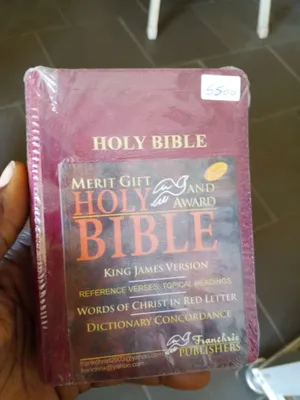 5500
HOLY BIBLE
MERIT GIFT AND
HOLY AWARD
BIBLE
KING JAMES VERSION
REFERENCE VERSES, TOPICAL HEADINGS
WORDS OF CHRIST IN RED LETTER
DICTIONARY CONCORDANCE
Franchris
PUBLISHERS